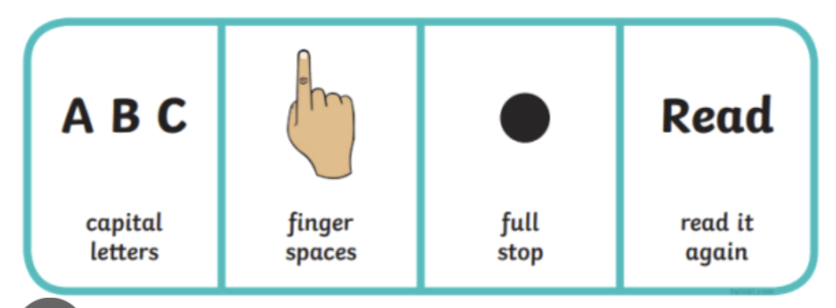 A B C
capital
letters
finger
spaces
full
stop
Read
read it
again